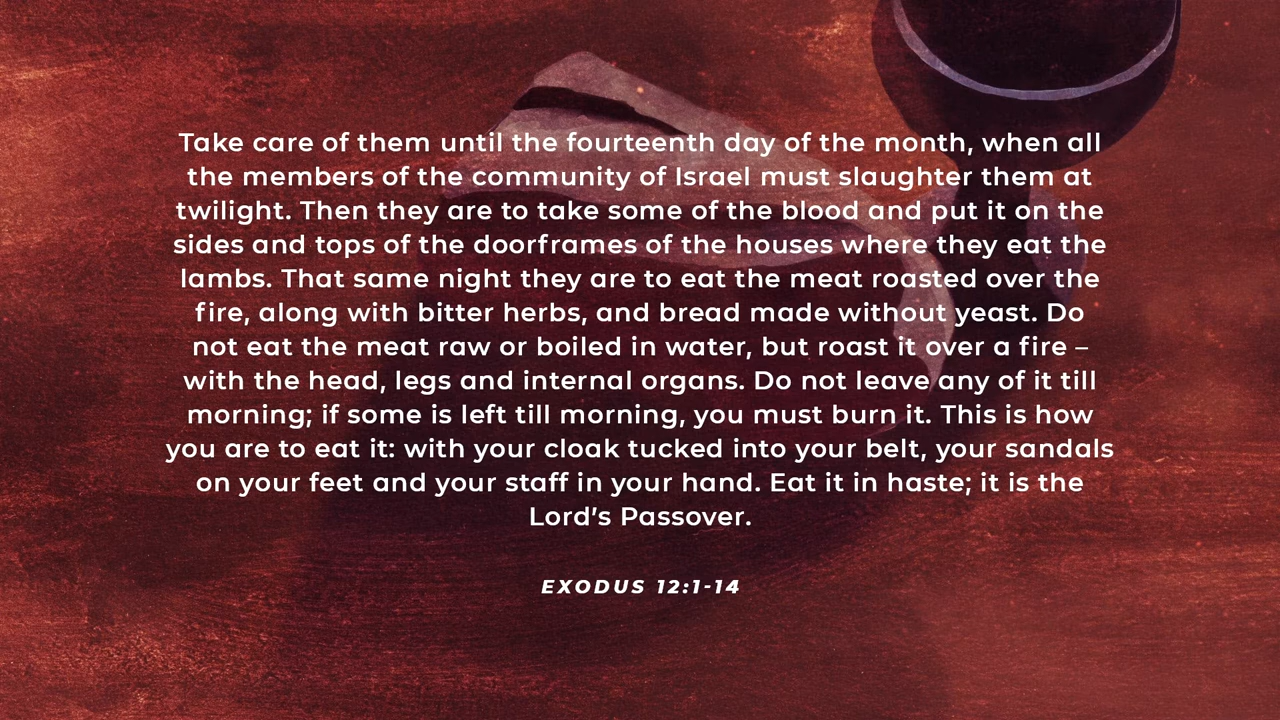 Take care of them until the fourteenth day of the month, when all
the members of the community of Israel must slaughter them at
twilight. Then they are to take some of the blood and put it on the
sides and tops of the doorframes of the houses where they eat the
lambs. That same night they are to eat the meat roasted over the
fire, along with bitter herbs, and bread made without yeast. Do
not eat the meat raw or boiled in water, but roast it over a fire –
with the head, legs and internal organs. Do not leave any of it till
morning; if some is left till morning, you must burn it. This is how
you are to eat it: with your cloak tucked into your belt, your sandals
on your feet and your staff in your hand. Eat it in haste; it is the
Lord’s Passover.
EXODUS 12:1-14